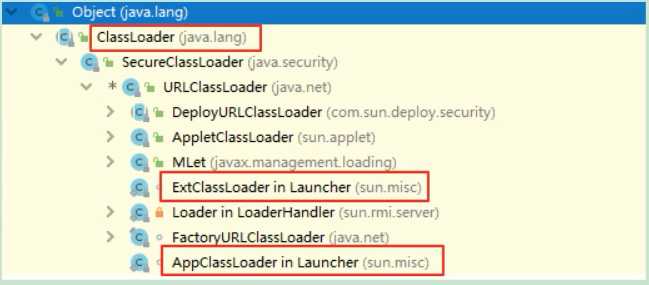 Object (java.lang)
ClassLoader (java.lang)
SecureClassLoader (java.security)
* URLClassLoader (java.net)
DeployURLClassLoader (com.sun.deploy.security)
AppletClassLoader (sun.applet)
MLet (javax.management.loading)
ExtClassLoader in Launcher (sun.misc)
Loader in LoaderHandler (sun.rmi.server)
FactoryURLClassLoader (java.net)
AppClassLoader in Launcher (sun.misc)